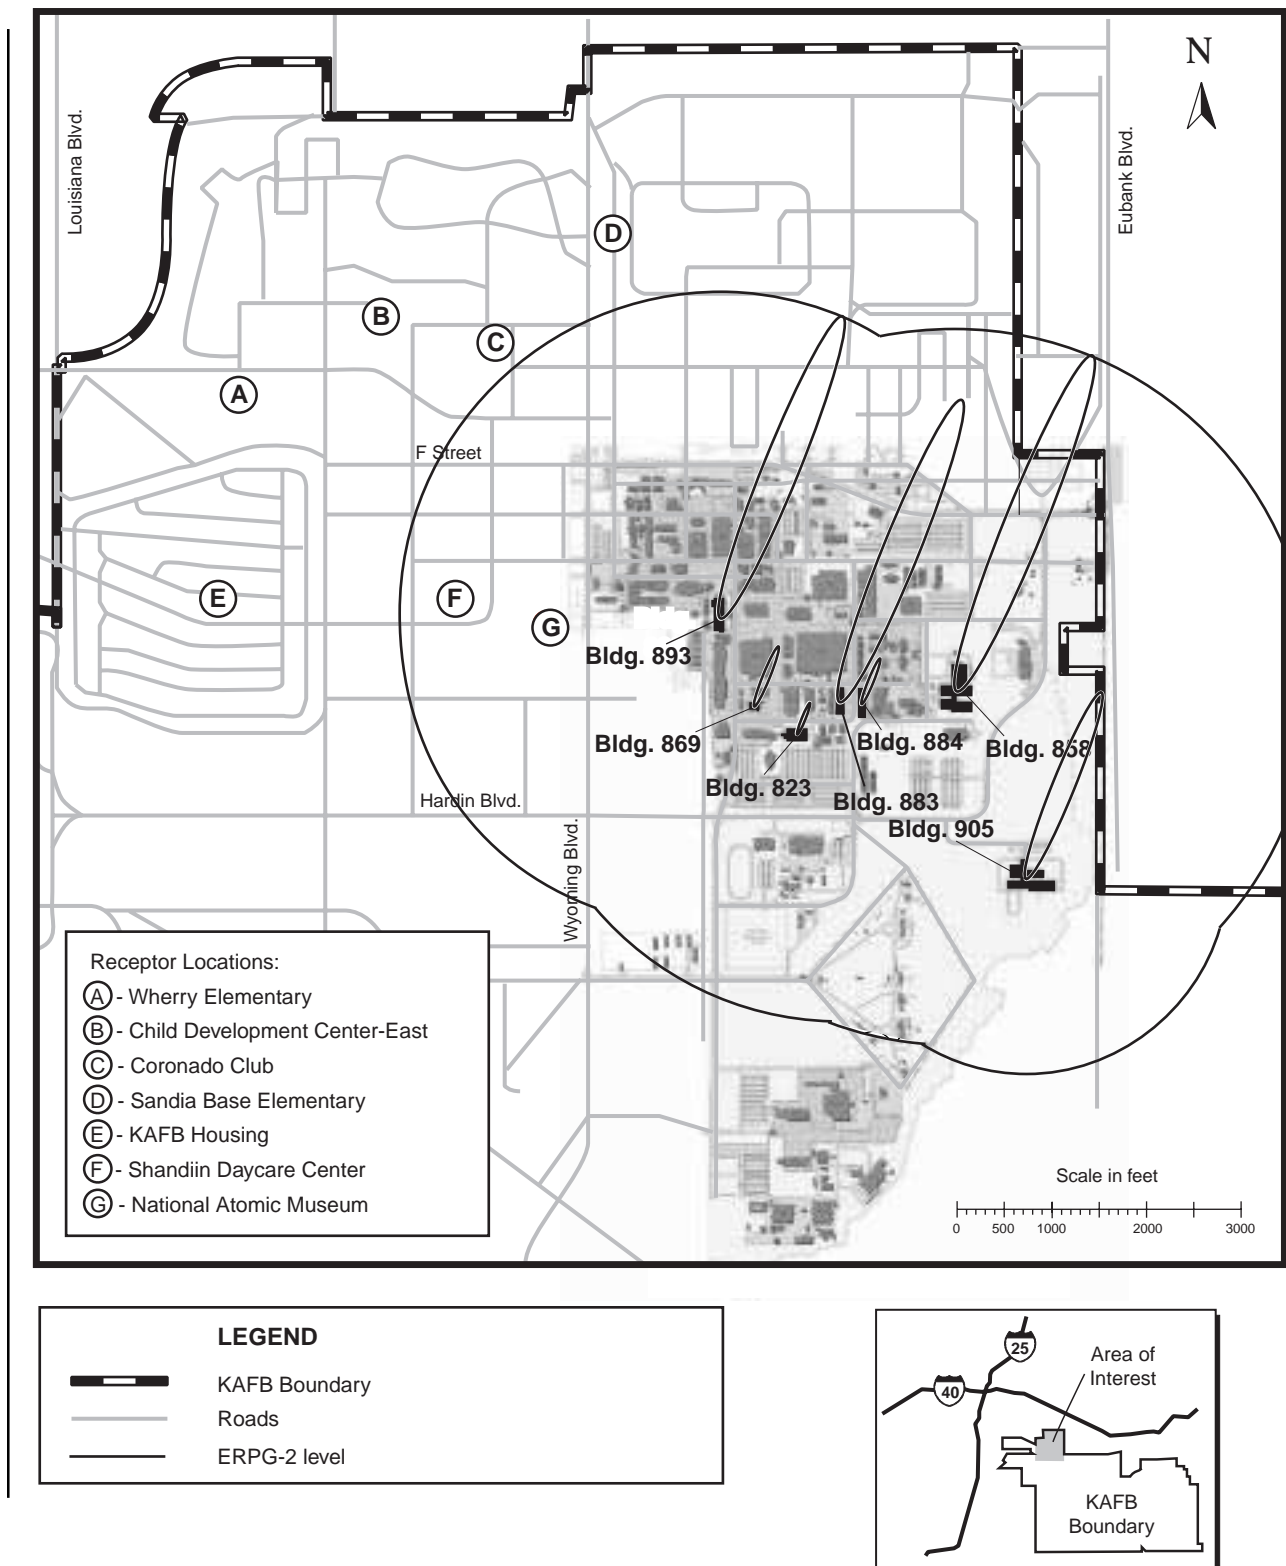 N
Louisiana Blvd.
Eubank Blvd.
D
B
C
A
F Street
E
F
G
Bldg. 893
Bldg. 869
Bldg. 884
Bldg. 858
Bldg. 823
Bldg. 883
Hardin Blvd.
Bldg. 905
Wyoming Blvd.
Receptor Locations:
A - Wherry Elementary
B - Child Development Center-East
C - Coronado Club
D - Sandia Base Elementary
E - KAFB Housing
F - Shandiin Daycare Center
G - National Atomic Museum
Scale in feet
0 500 1000 2000 3000
LEGEND
KAFB Boundary
Roads
ERPG-2 level
25
40
Area of
Interest
KAFB
Boundary